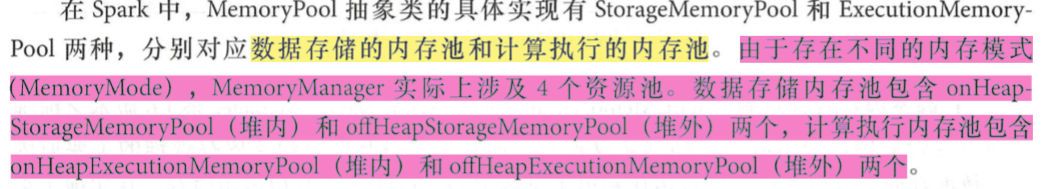 在 Spark 中，MemoryPool 抽象类的具体实现有 StorageMemoryPool 和 ExecutionMemory-
Pool 两种，分别对应数据存储的内存池和计算执行的内存池。由于存在不同的内存模式
(MemoryMode），MemoryManager 实际上涉及 4 个资源池。数据存储内存池包含 onHeap-
StorageMemoryPool（堆内）和 offHeapStorageMemoryPool（堆外）两个，计算执行内存池包含
onHeapExecutionMemoryPool（堆内）和 offHeapExecutionMemoryPool（堆外）两个。